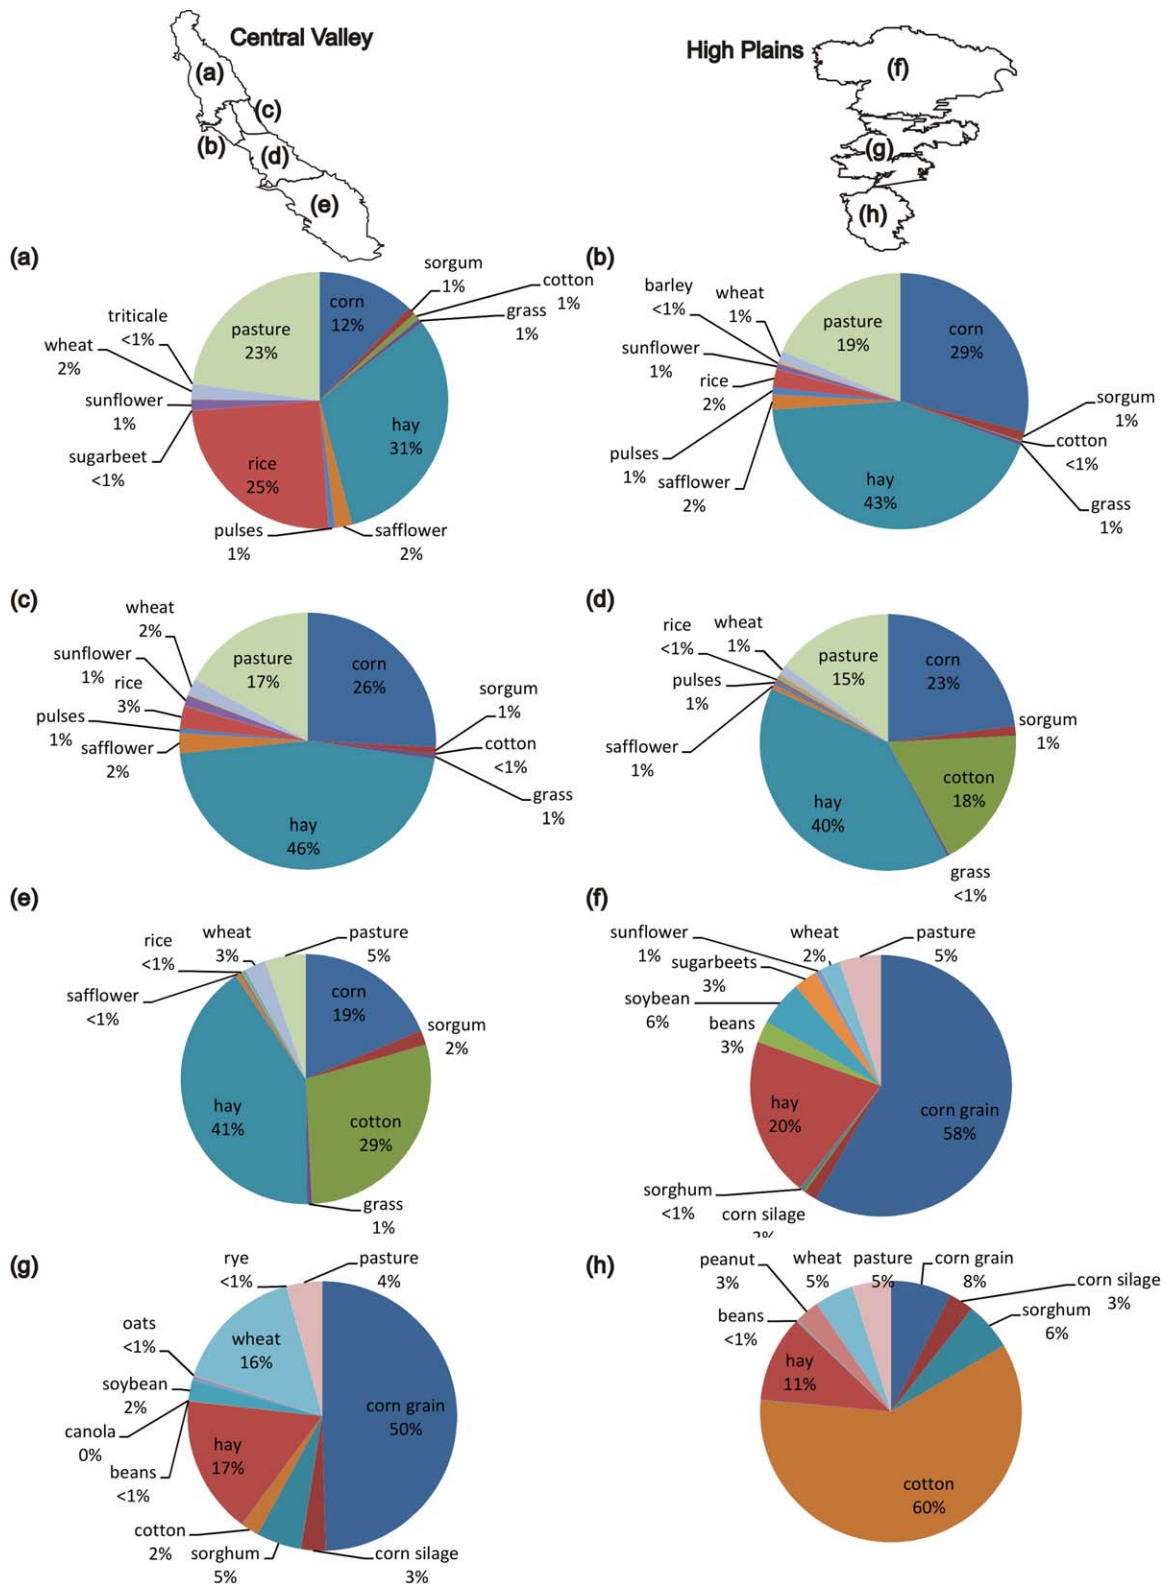 Central Valley
High Plains
(a)
(c)
(b)
(d)
(e)
(f)
(g)
(h)
(a)
corn
12%
sorgum
1%
cotton
1%
grass
1%
hay
31%
safflower
2%
pulses
1%
rice
25%
sugarbeet
<1%
sunflower
1%
wheat
2%
triticale
<1%
pasture
23%
(b)
corn
29%
sorgum
1%
cotton
<1%
grass
1%
hay
43%
safflower
2%
pulses
1%
rice
2%
sunflower
1%
barley
<1%
wheat
1%
pasture
19%
(c)
corn
26%
sorgum
1%
cotton
<1%
grass
1%
hay
46%
safflower
2%
pulses
1%
rice
3%
sunflower
1%
wheat
2%
pasture
17%
(d)
corn
23%
sorgum
1%
cotton
18%
grass
<1%
hay
40%
safflower
1%
pulses
1%
rice
<1%
wheat
1%
pasture
15%
(e)
corn
19%
sorgum
2%
cotton
29%
grass
1%
hay
41%
safflower
<1%
rice
<1%
wheat
3%
pasture
5%
(f)
corn grain
58%
corn silage
sorghum
<1%
hay
20%
beans
3%
soybean
6%
sugarbeets
3%
sunflower
1%
wheat
2%
pasture
5%
(g)
corn grain
50%
corn silage
3%
sorghum
5%
cotton
2%
hay
17%
beans
<1%
canola
0%
soybean
2%
oats
<1%
wheat
16%
rye
<1%
pasture
4%
(h)
corn grain
8%
corn silage
3%
sorghum
6%
cotton
60%
hay
11%
beans
<1%
peanut
3%
wheat
5%
pasture
5%